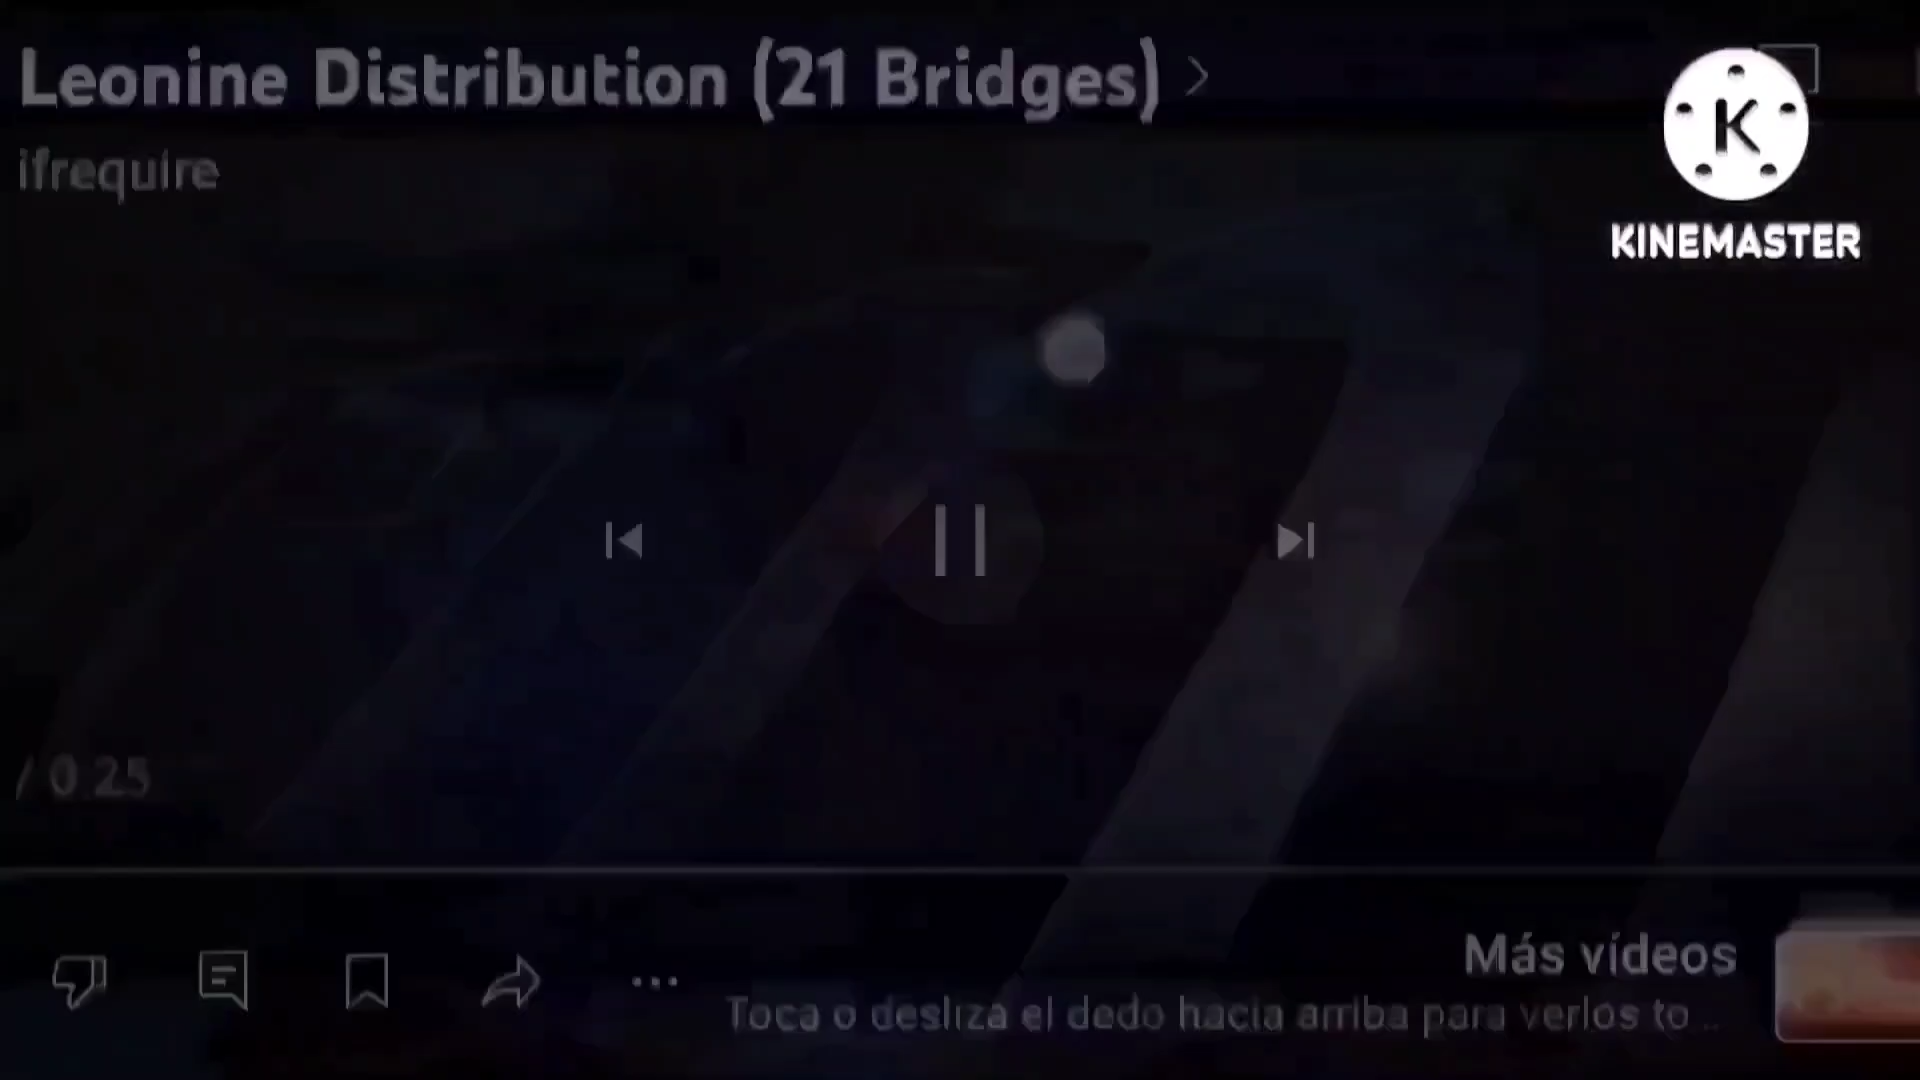 Leonine Distribution (21 Bridges)
ifrequire
K
KINEMASTER
/ 0:25
Más vídeos
Toca o desliza el dedo hacia arriba para verlos to...